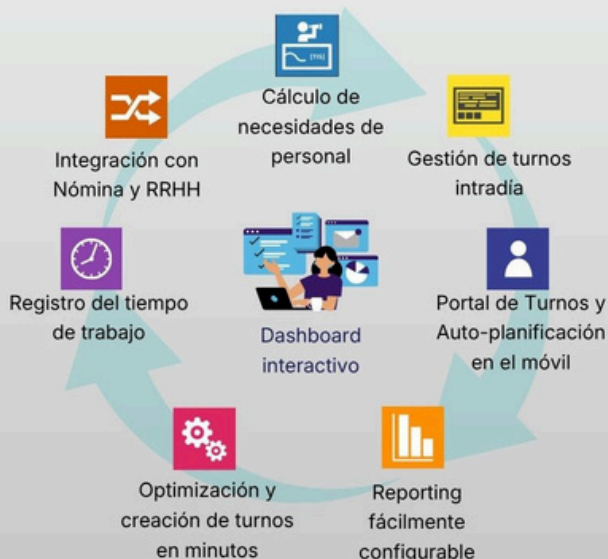 Cálculo de
necesidades de
personal
Gestión de turnos
intradía
Portal de Turnos y
Auto-planificación
en el móvil
Reporting
fácilmente
configurable
Optimización y
creación de turnos
en minutos
Registro del tiempo
de trabajo
Integración con
Nómina y RRHH
Dashboard
interactivo